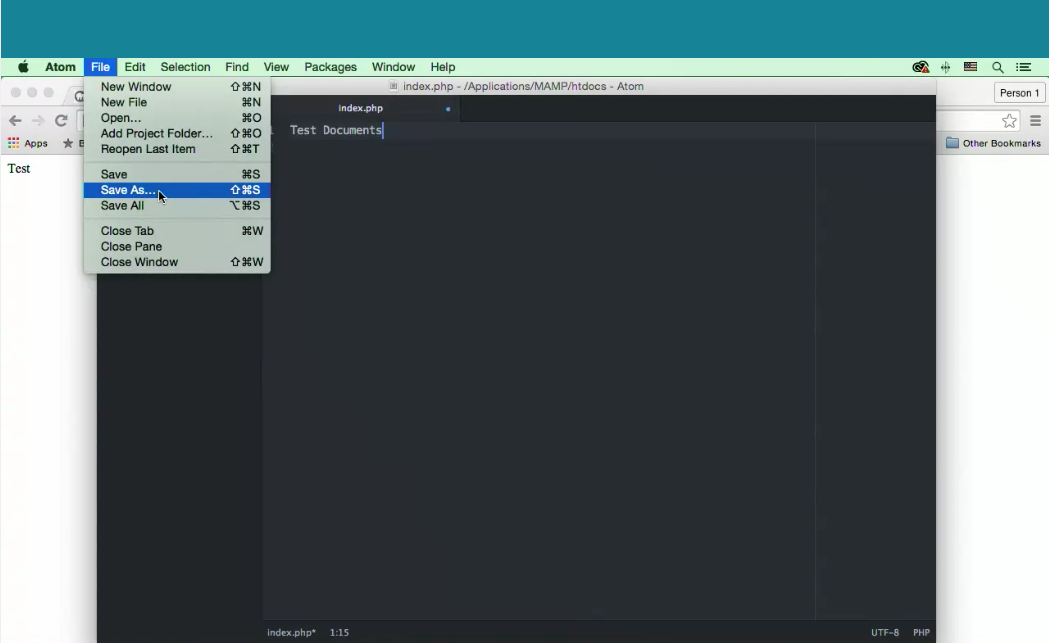 Atom File Edit Selection Find View Packages Window Help
index.php - /Applications/MAMP/htdocs - Atom
Person 1
New Window ⇧⌘N
New File ⌘N
Open... ⌘O
Add Project Folder... ⇧⌘O
Reopen Last Item ⇧⌘T
Save ⌘S
Save As... ⇧⌘S
Save All ⌥⌘S
Close Tab ⌘W
Close Pane
Close Window ⇧⌘W
index.php
Test Documents
Apps
Other Bookmarks
Test
index.php* 1:15
UTF-8 PHP